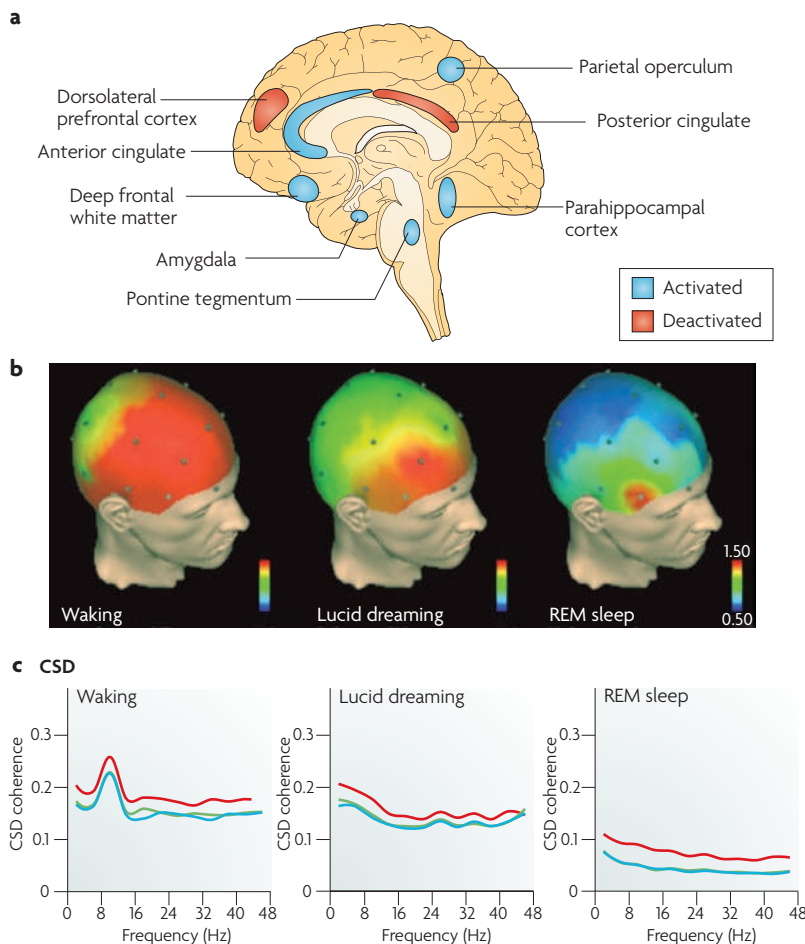 a
Parietal operculum
Dorsolateral
prefrontal cortex
Posterior cingulate
Anterior cingulate
Deep frontal
white matter
Parahippocampal
cortex
Amygdala
Pontine tegmentum
Activated
Deactivated
b
1.50
0.50
Waking
Lucid dreaming
REM sleep
c CSD
Waking
CSD coherence
0.3
0.2
0.1
0
0 8 16 24 32 40 48
Frequency (Hz)
Lucid dreaming
CSD coherence
0.3
0.2
0.1
0
0 8 16 24 32 40 48
Frequency (Hz)
REM sleep
CSD coherence
0.3
0.2
0.1
0
0 8 16 24 32 40 48
Frequency (Hz)